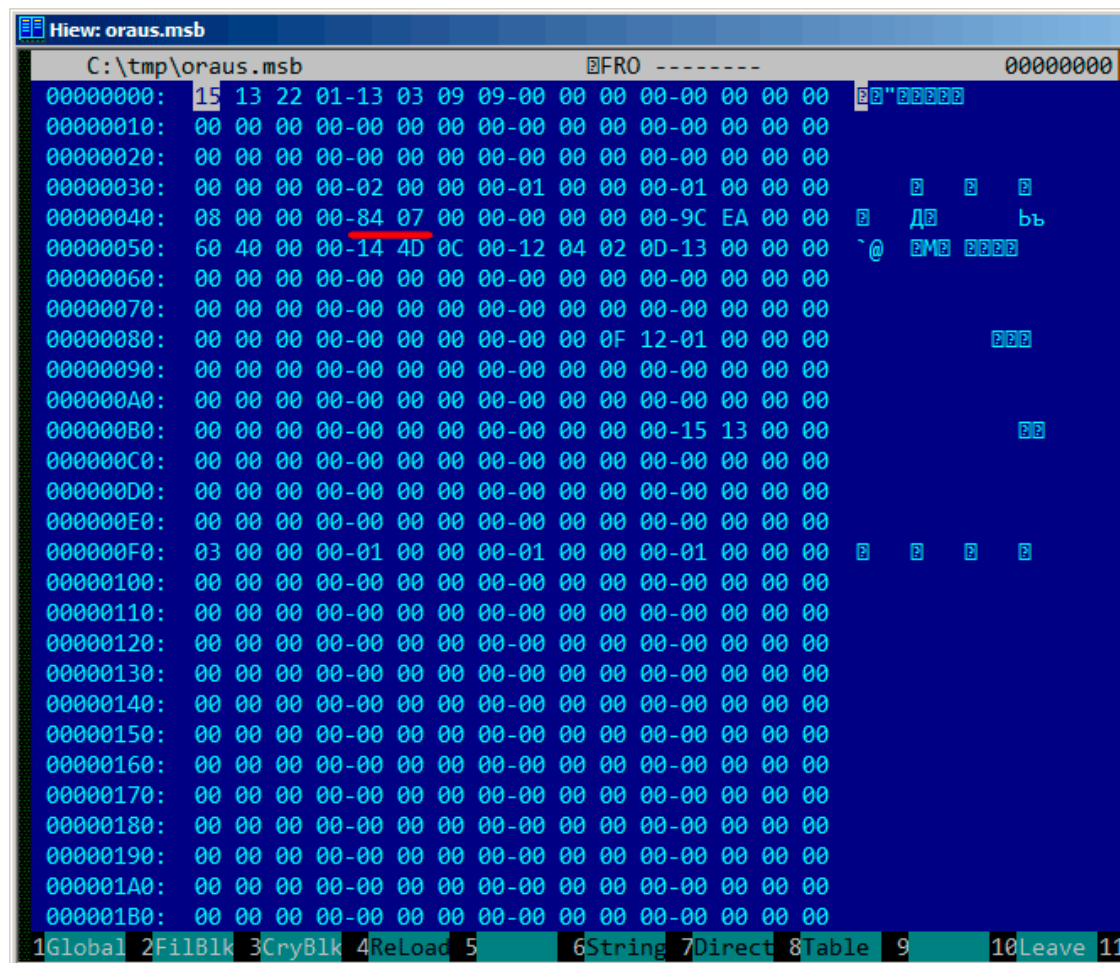 Hiew: oraus.msb
C:\tmp\oraus.msb FRO -------- 00000000
00000000: 15 13 22 01-13 03 09 09-00 00 00 00-00 00 00 00 "
00000010: 00 00 00 00-00 00 00 00-00 00 00 00-00 00 00 00
00000020: 00 00 00 00-00 00 00 00-00 00 00 00-00 00 00 00
00000030: 00 00 00 00-02 00 00 00-01 00 00 00-01 00 00 00
00000040: 08 00 00 00-84 07 00 00-00 00 00 00-9C EA 00 00 Д Ьъ
00000050: 60 40 00 00-14 4D 0C 00-12 04 02 0D-13 00 00 00 `@ M
00000060: 00 00 00 00-00 00 00 00-00 00 00 00-00 00 00 00
00000070: 00 00 00 00-00 00 00 00-00 00 00 00-00 00 00 00
00000080: 00 00 00 00-00 00 00 00-00 00 0F 12-01 00 00 00
00000090: 00 00 00 00-00 00 00 00-00 00 00 00-00 00 00 00
000000A0: 00 00 00 00-00 00 00 00-00 00 00 00-00 00 00 00
000000B0: 00 00 00 00-00 00 00 00-00 00 00 00-15 13 00 00
000000C0: 00 00 00 00-00 00 00 00-00 00 00 00-00 00 00 00
000000D0: 00 00 00 00-00 00 00 00-00 00 00 00-00 00 00 00
000000E0: 00 00 00 00-00 00 00 00-00 00 00 00-00 00 00 00
000000F0: 03 00 00 00-01 00 00 00-01 00 00 00-01 00 00 00
00000100: 00 00 00 00-00 00 00 00-00 00 00 00-00 00 00 00
00000110: 00 00 00 00-00 00 00 00-00 00 00 00-00 00 00 00
00000120: 00 00 00 00-00 00 00 00-00 00 00 00-00 00 00 00
00000130: 00 00 00 00-00 00 00 00-00 00 00 00-00 00 00 00
00000140: 00 00 00 00-00 00 00 00-00 00 00 00-00 00 00 00
00000150: 00 00 00 00-00 00 00 00-00 00 00 00-00 00 00 00
00000160: 00 00 00 00-00 00 00 00-00 00 00 00-00 00 00 00
00000170: 00 00 00 00-00 00 00 00-00 00 00 00-00 00 00 00
00000180: 00 00 00 00-00 00 00 00-00 00 00 00-00 00 00 00
00000190: 00 00 00 00-00 00 00 00-00 00 00 00-00 00 00 00
000001A0: 00 00 00 00-00 00 00 00-00 00 00 00-00 00 00 00
000001B0: 00 00 00 00-00 00 00 00-00 00 00 00-00 00 00 00
1Global 2FilBlk 3CryBlk 4ReLoad 5 6String 7Direct 8Table 9 10Leave 11